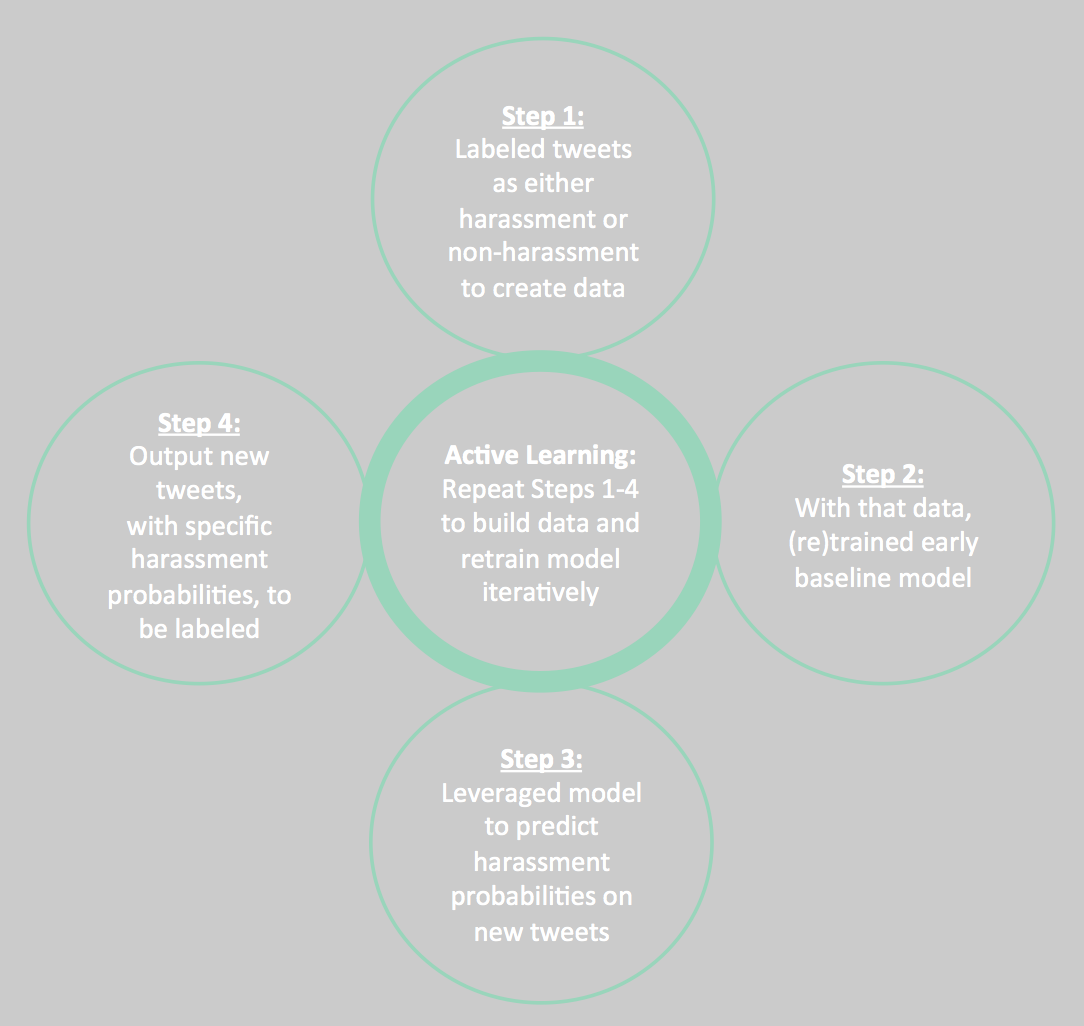 Step 1:
Labeled tweets
as either
harassment or
non-harassment
to create data
Step 4:
Output new
tweets,
with specific
harassment
probabilities, to
be labeled
Active Learning:
Repeat Steps 1-4
to build data and
retrain model
iteratively
Step 2:
With that data,
(re)trained early
baseline model
Step 3:
Leveraged model
to predict
harassment
probabilities on
new tweets